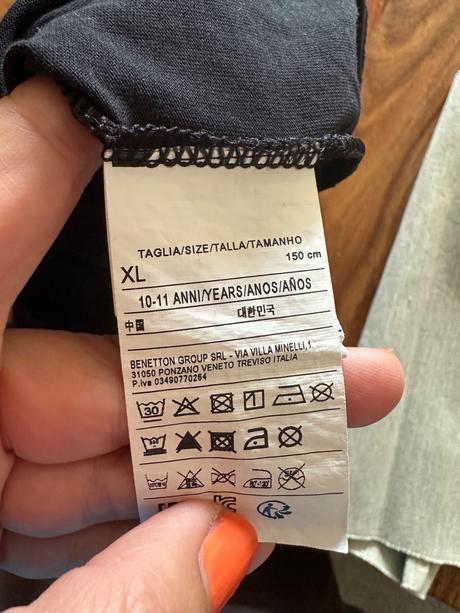 TAGLIA/SIZE/TALLA/TAMANHO
XL 150 cm
10-11 ANNI/YEARS/ANOS/AÑOS
中国 대한민국
BENETTON GROUP SRL - VIA VILLA MINELLI,1
31050 PONZANO VENETO TREVISO ITALIA
P.iva 03490770264
30